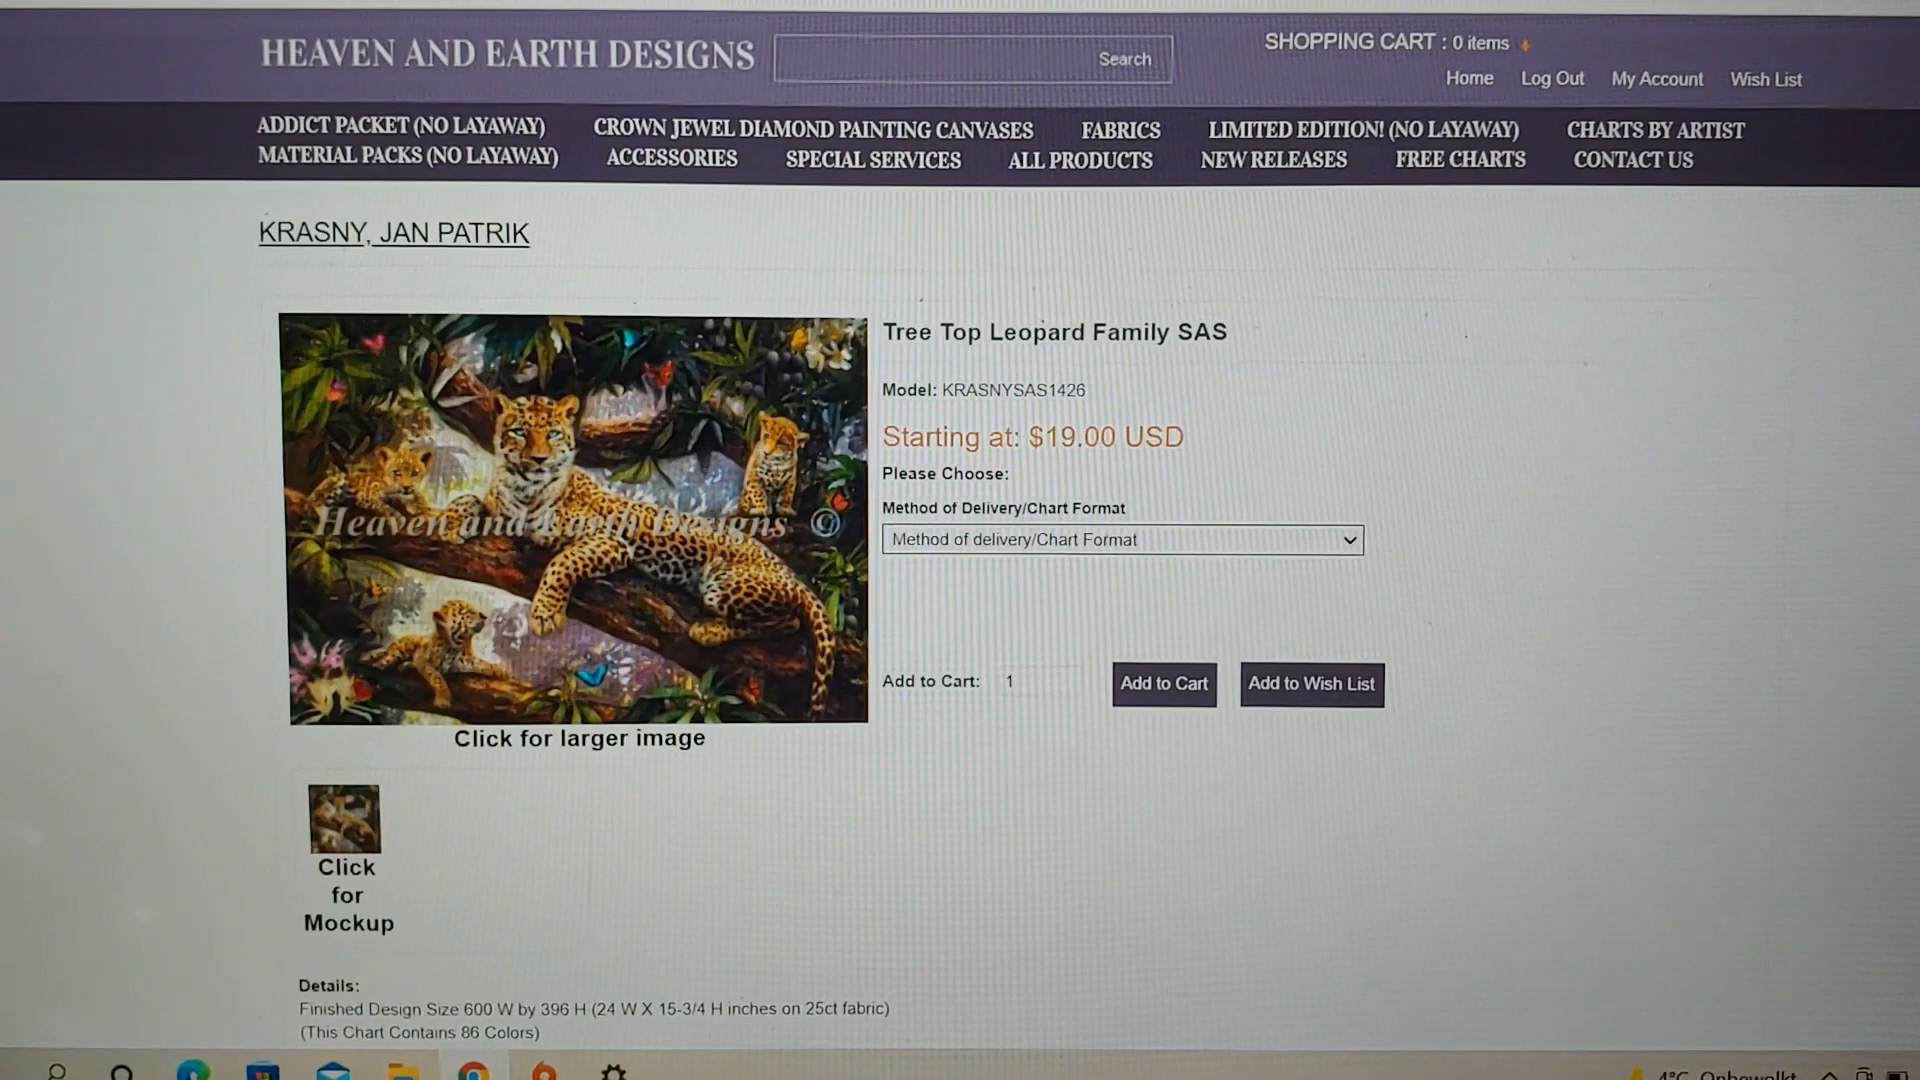 HEAVEN AND EARTH DESIGNS
Search
SHOPPING CART : 0 items
Home Log Out My Account Wish List
ADDICT PACKET (NO LAYAWAY) CROWN JEWEL DIAMOND PAINTING CANVASES FABRICS LIMITED EDITION! (NO LAYAWAY) CHARTS BY ARTIST
MATERIAL PACKS (NO LAYAWAY) ACCESSORIES SPECIAL SERVICES ALL PRODUCTS NEW RELEASES FREE CHARTS CONTACT US
KRASNY, JAN PATRIK
Tree Top Leopard Family SAS
Model: KRASNYSAS1426
Starting at: $19.00 USD
Please Choose:
Method of Delivery/Chart Format
Method of delivery/Chart Format
Heaven and Earth Designs ©
Add to Cart: 1 Add to Cart Add to Wish List
Click for larger image
Click
for
Mockup
Details:
Finished Design Size 600 W by 396 H (24 W X 15-3/4 H inches on 25ct fabric)
(This Chart Contains 86 Colors)
4°C Onbewolkt